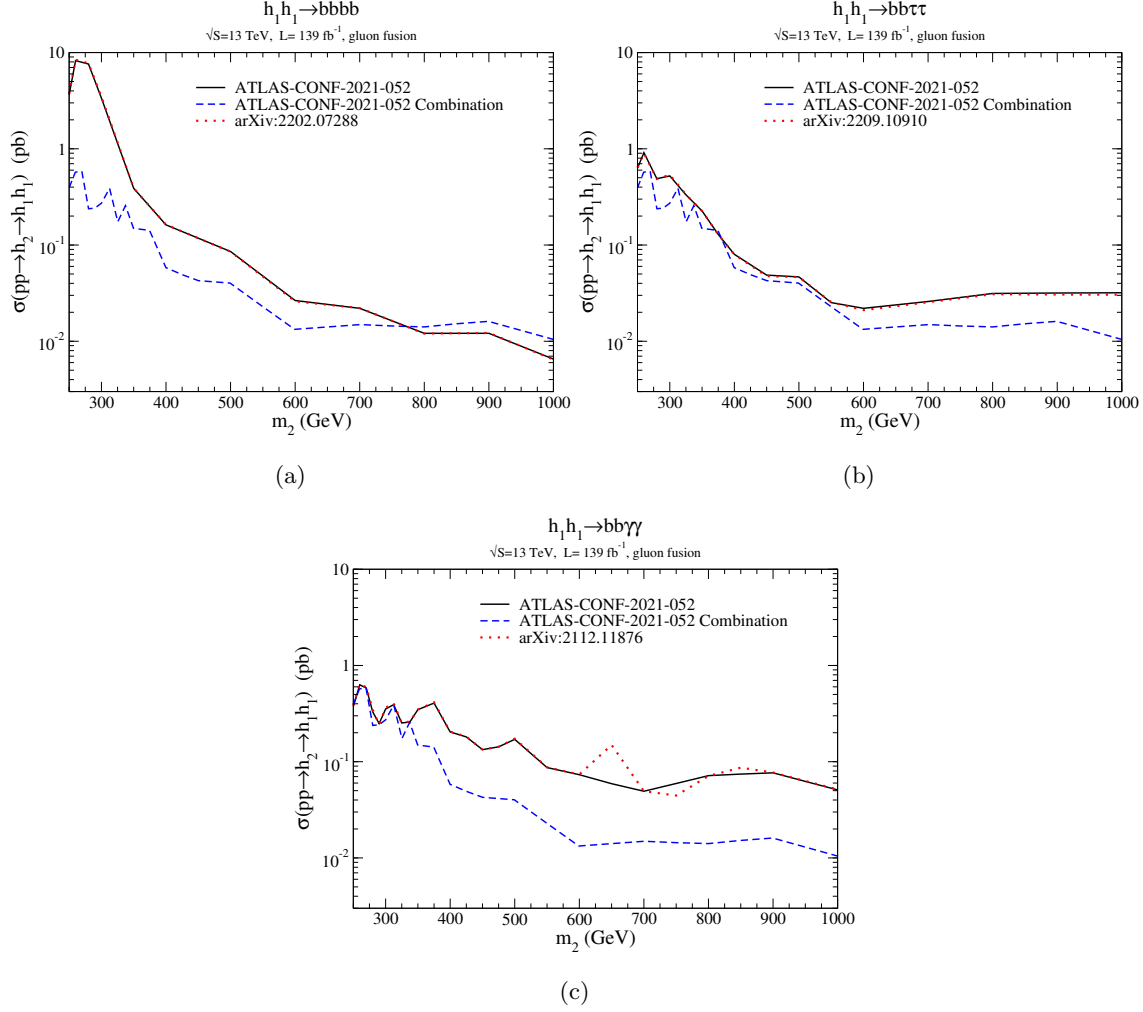 h₁h₁→bbbb
√S=13 TeV, L= 139 fb⁻¹, gluon fusion
σ(pp→h₂→h₁h₁) (pb)
10
1
10⁻¹
10⁻²
ATLAS-CONF-2021-052
ATLAS-CONF-2021-052 Combination
arXiv:2202.07288
300 400 500 600 700 800 900 1000
m₂ (GeV)
(a)
h₁h₁→bbττ
√S=13 TeV, L= 139 fb⁻¹, gluon fusion
σ(pp→h₂→h₁h₁) (pb)
10
1
10⁻¹
10⁻²
ATLAS-CONF-2021-052
ATLAS-CONF-2021-052 Combination
arXiv:2209.10910
300 400 500 600 700 800 900 1000
m₂ (GeV)
(b)
h₁h₁→bbγγ
√S=13 TeV, L= 139 fb⁻¹, gluon fusion
σ(pp→h₂→h₁h₁) (pb)
10
1
10⁻¹
10⁻²
ATLAS-CONF-2021-052
ATLAS-CONF-2021-052 Combination
arXiv:2112.11876
300 400 500 600 700 800 900 1000
m₂ (GeV)
(c)